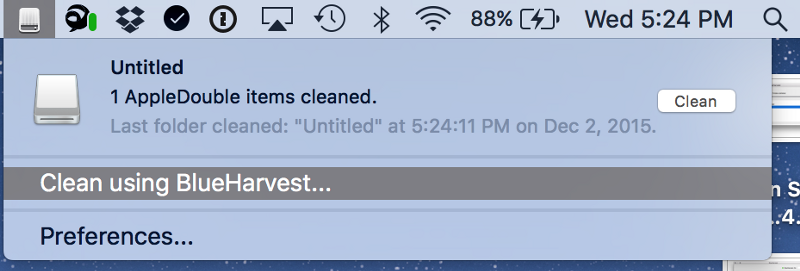 88% Wed 5:24 PM
Untitled
1 AppleDouble items cleaned.
Clean
Last folder cleaned: "Untitled" at 5:24:11 PM on Dec 2, 2015.
Clean using BlueHarvest...
n S
..4.
Preferences...